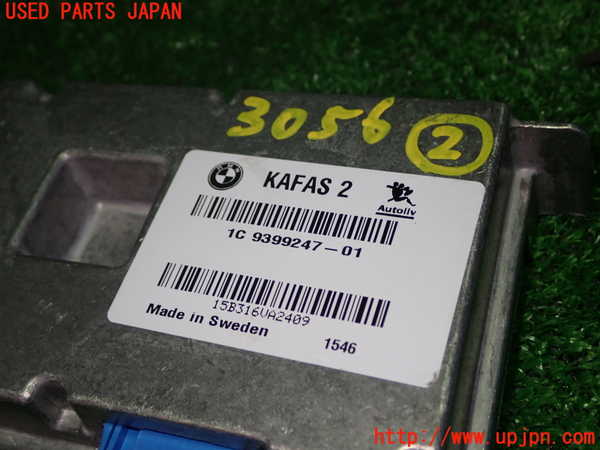 USED PARTS JAPAN
3056 2
BMW
KAFAS 2
Autoliv
1C 9399247-01
15B316VA2409
Made in Sweden
1546
http://www.upjpn.com